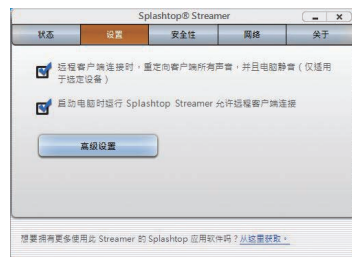 Splashtop® Streamer
状态 设置 安全性 网络 关于
远程客户端连接时，重定向客户端所有声音，并且电脑静音（仅适用
于选定设备）
启动电脑时运行 Splashtop Streamer 允许远程客户端连接
高级设置
想要拥有更多使用此 Streamer 的 Splashtop 应用软件吗？从这里获取。